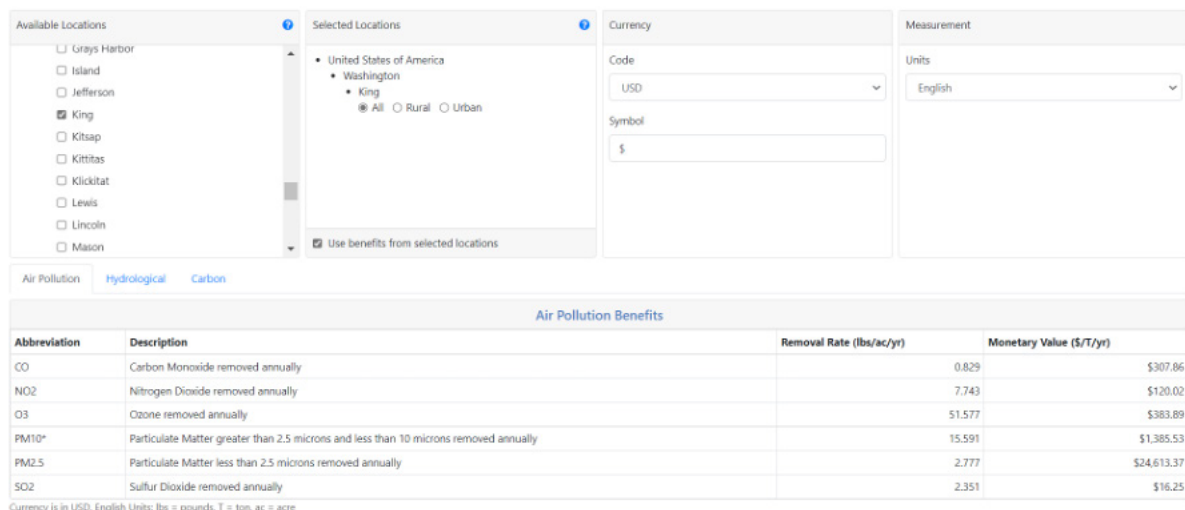 Available Locations
Grays Harbor
Island
Jefferson
King
Kitsap
Kittitas
Klickitat
Lewis
Lincoln
Mason
Selected Locations
United States of America
Washington
King
All Rural Urban
Use benefits from selected locations
Currency
Code
USD
Symbol
$
Measurement
Units
English
Air Pollution Hydrological Carbon
Air Pollution Benefits
Abbreviation Description Removal Rate (lbs/ac/yr) Monetary Value ($/T/yr)
CO Carbon Monoxide removed annually 0.829 $307.86
NO2 Nitrogen Dioxide removed annually 7.743 $120.02
O3 Ozone removed annually 51.577 $383.89
PM10* Particulate Matter greater than 2.5 microns and less than 10 microns removed annually 15.591 $1,385.53
PM2.5 Particulate Matter less than 2.5 microns removed annually 2.777 $24,613.37
SO2 Sulfur Dioxide removed annually 2.351 $16.25
Currency is in USD. English Units: lbs = pounds, T = ton, ac = acre